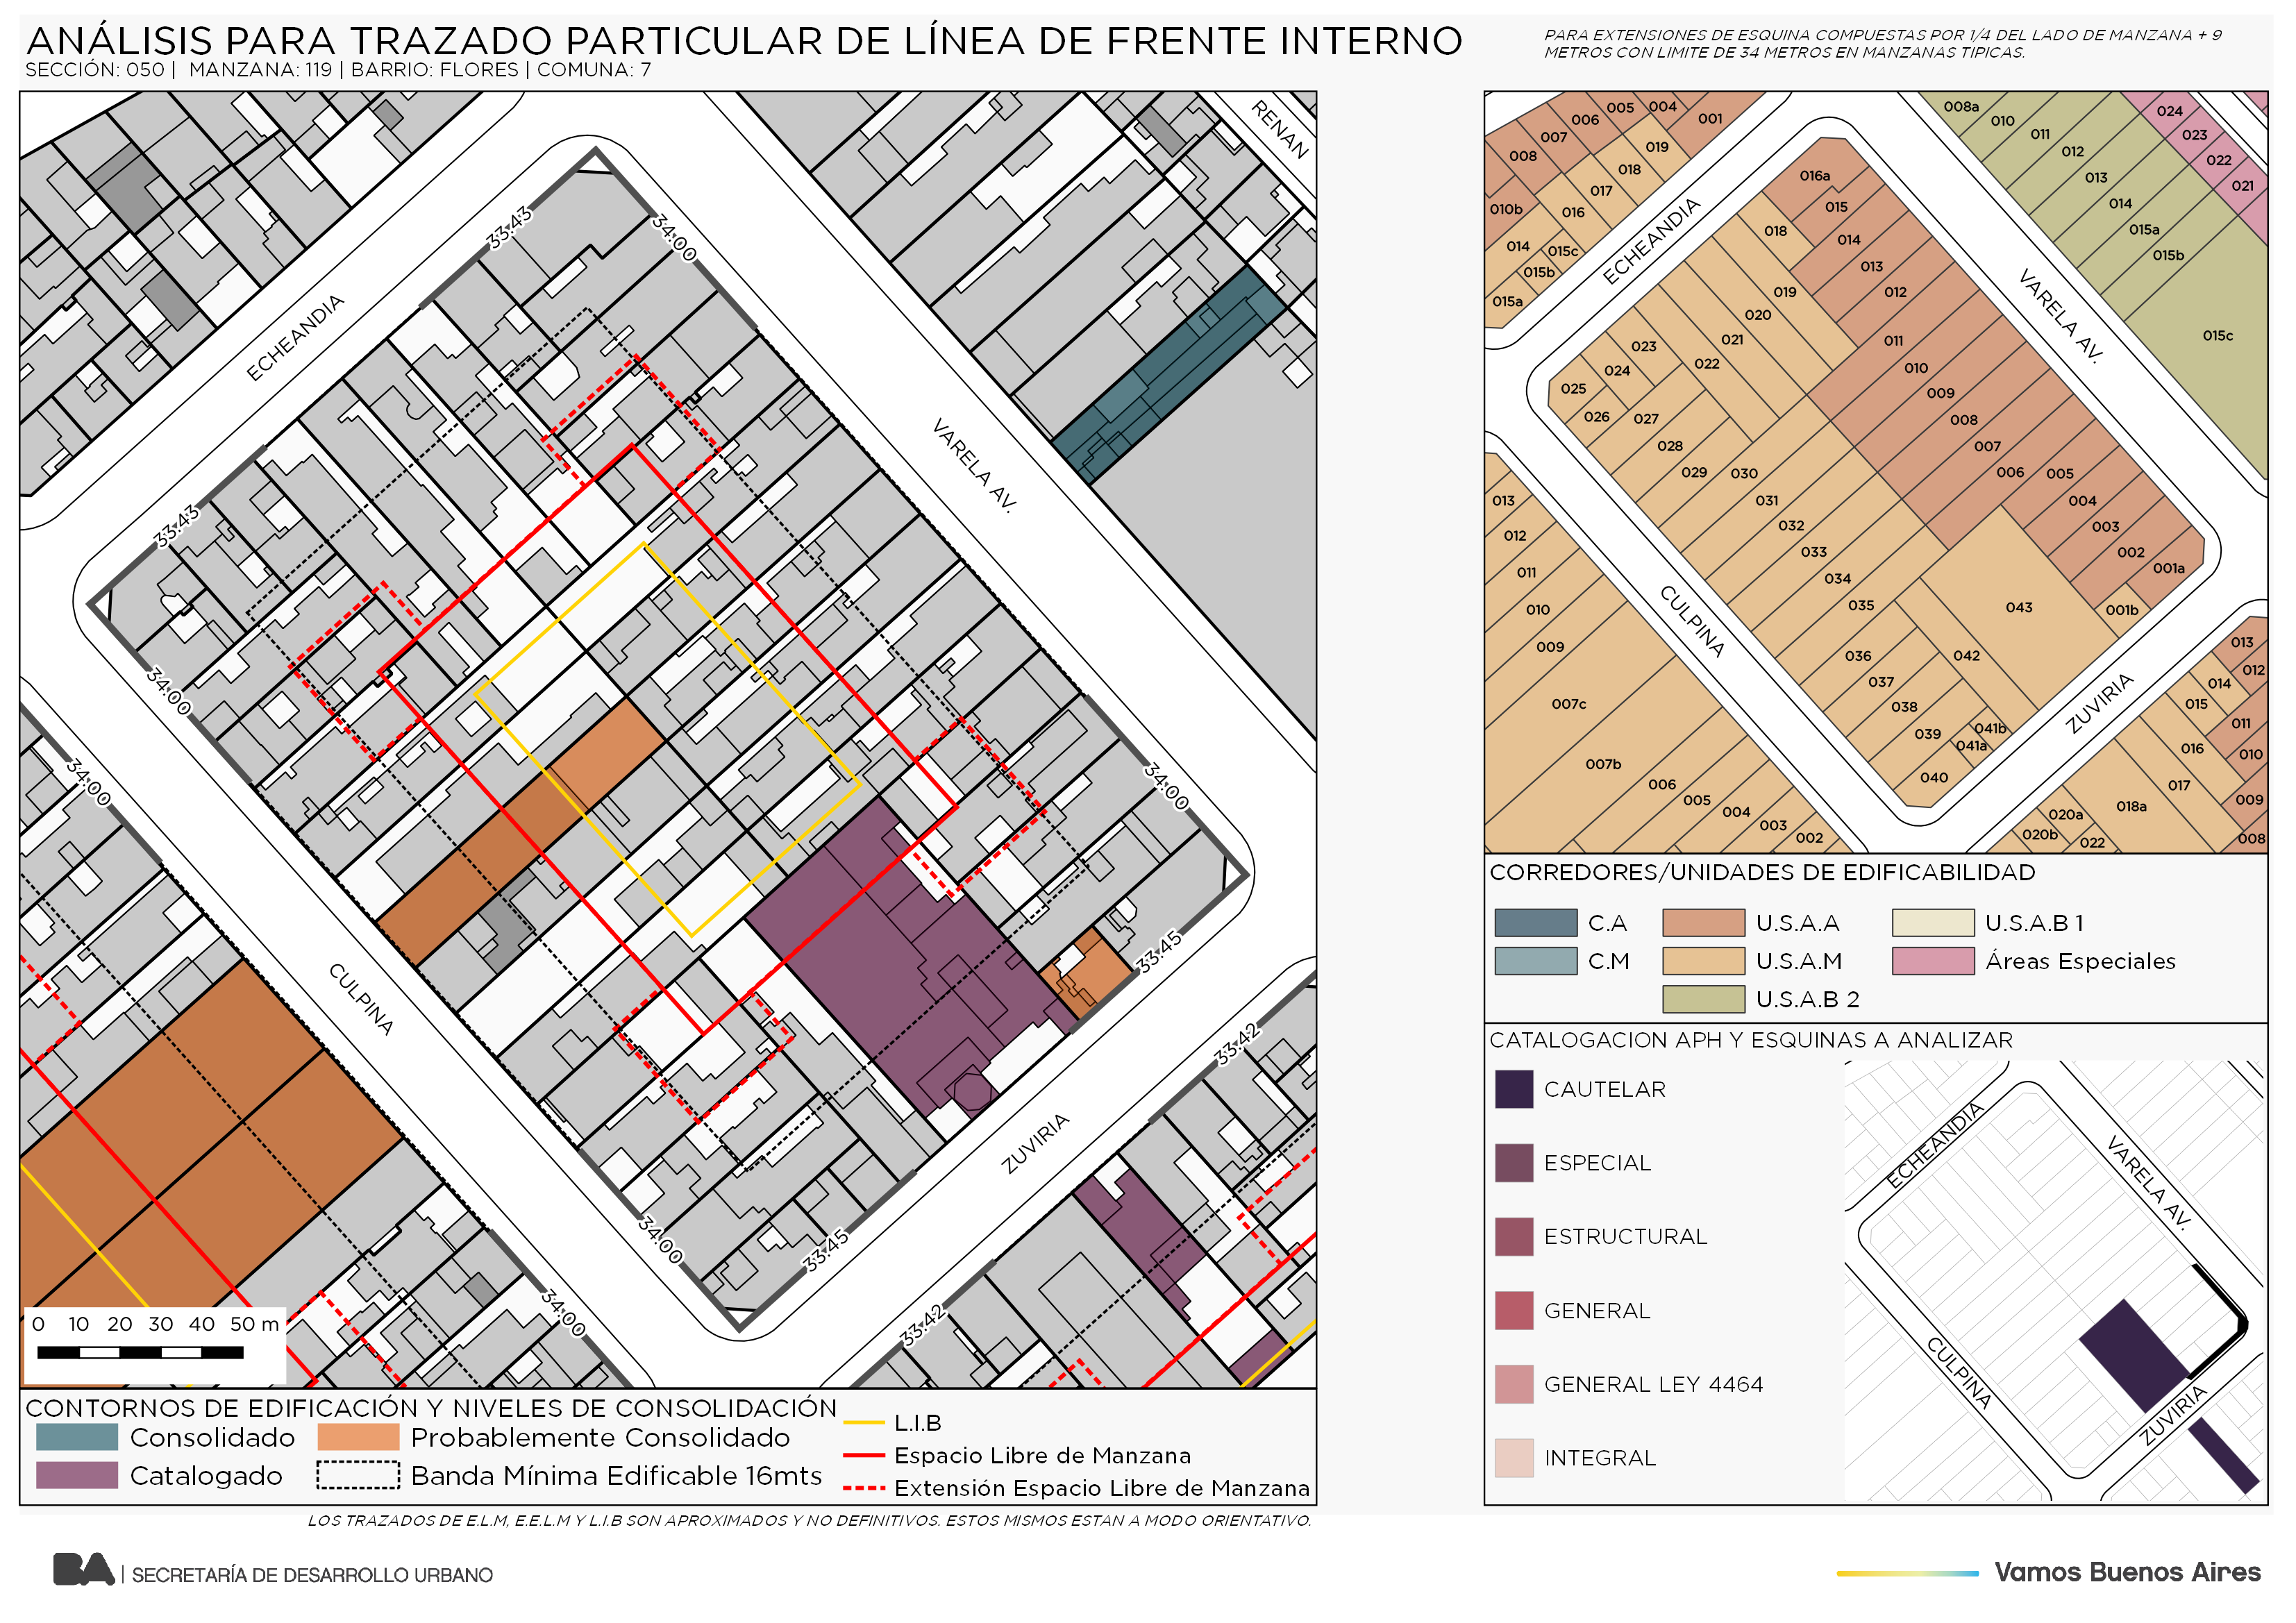 ANÁLISIS PARA TRAZADO PARTICULAR DE LÍNEA DE FRENTE INTERNO
SECCIÓN: 050 | MANZANA: 119 | BARRIO: FLORES | COMUNA: 7
PARA EXTENSIONES DE ESQUINA COMPUESTAS POR 1/4 DEL LADO DE MANZANA + 9
METROS CON LIMITE DE 34 METROS EN MANZANAS TIPICAS.
RENAN
ECHEANDIA
VARELA AV.
CULPINA
ZUVIRIA
33.43
34.00
33.43
34.00
34.00
34.00
33.45
33.42
34.00
33.45
34.00
33.42
0 10 20 30 40 50 m
CONTORNOS DE EDIFICACIÓN Y NIVELES DE CONSOLIDACIÓN
Consolidado
Probablemente Consolidado
Catalogado
Banda Mínima Edificable 16mts
L.I.B
Espacio Libre de Manzana
Extensión Espacio Libre de Manzana
LOS TRAZADOS DE E.L.M, E.E.L.M Y L.I.B SON APROXIMADOS Y NO DEFINITIVOS. ESTOS MISMOS ESTAN A MODO ORIENTATIVO.
005 004 001
006
007
008
019
018
017
016
010b
014
015c
015b
015a
008a
010
011
012
013
014
015a
015b
015c
024
023
022
021
ECHEANDIA
VARELA AV.
CULPINA
ZUVIRIA
016a
015
014
013
012
011
010
009
008
007
006
005
004
003
002
001a
001b
018
019
020
021
022
023
024
025
026
027
028
029
030
031
032
033
034
035
036
037
038
039
040
041a
041b
042
043
013
012
011
010
009
007c
007b
006
005
004
003
002
013
012
014
015
011
016
010
017
009
018a
008
020a
020b
022
CORREDORES/UNIDADES DE EDIFICABILIDAD
C.A
U.S.A.A
U.S.A.B 1
C.M
U.S.A.M
Áreas Especiales
U.S.A.B 2
CATALOGACION APH Y ESQUINAS A ANALIZAR
CAUTELAR
ESPECIAL
ESTRUCTURAL
GENERAL
GENERAL LEY 4464
INTEGRAL
ECHEANDIA
VARELA AV.
CULPINA
ZUVIRIA
BA | SECRETARÍA DE DESARROLLO URBANO
Vamos Buenos Aires